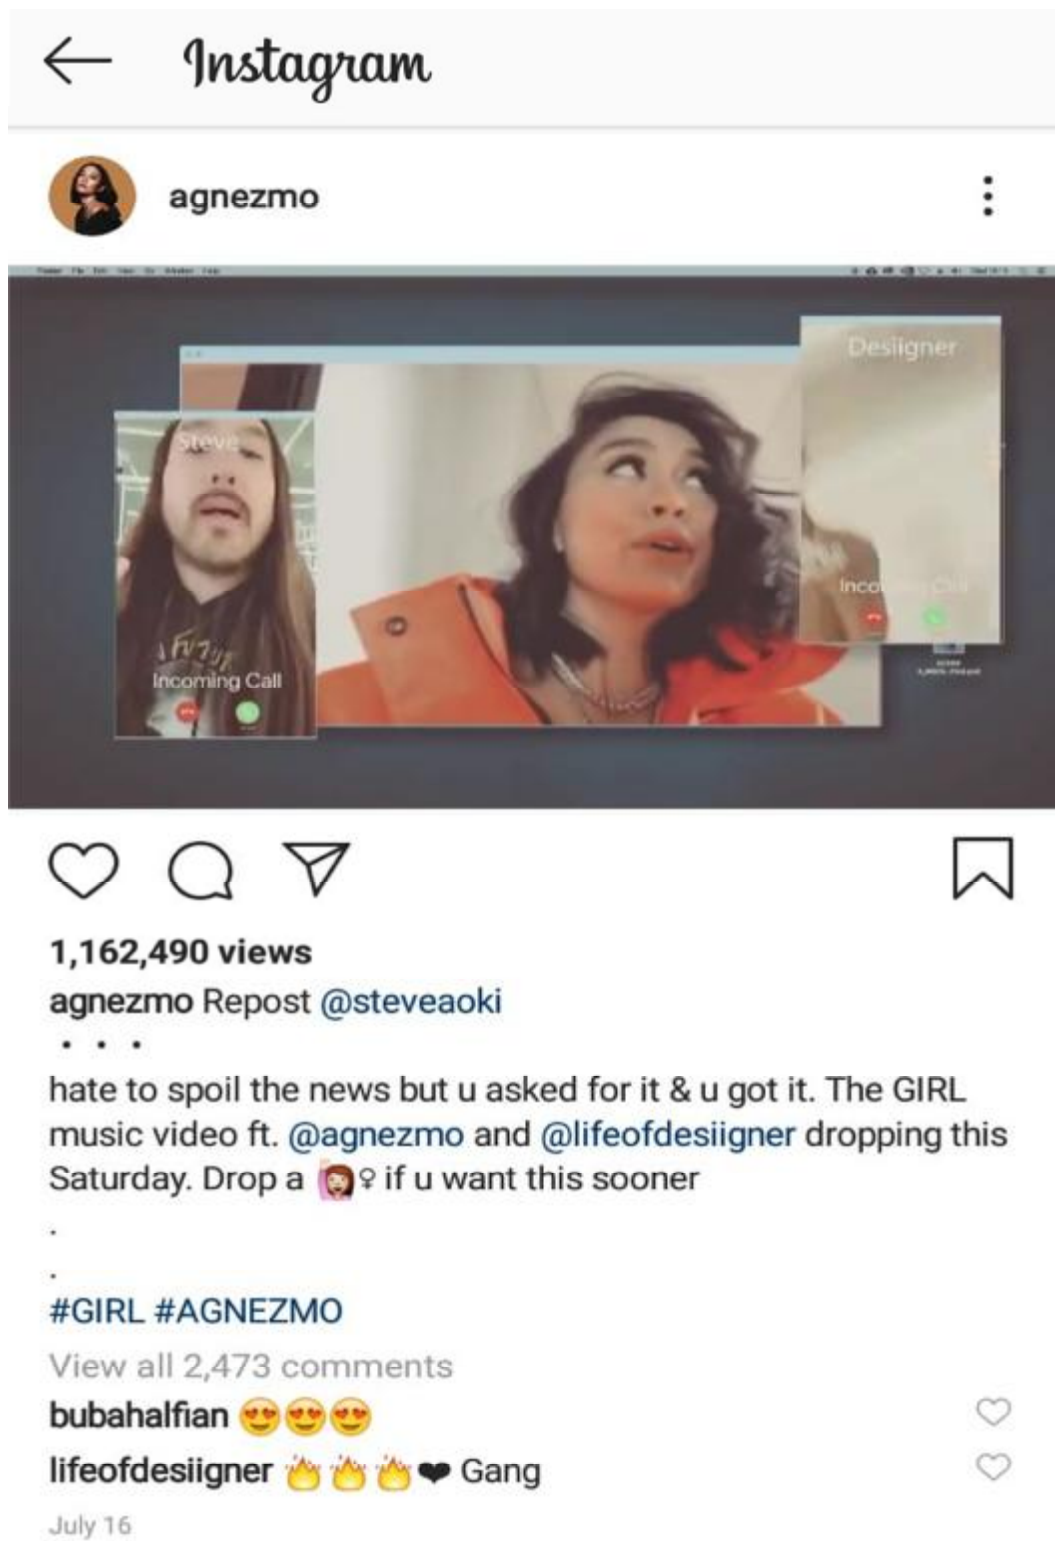 Instagram
agnezmo
Desiigner
Steve
Incoming Call
Incoming Call
1,162,490 views
agnezmo Repost @steveaoki
• • •
hate to spoil the news but u asked for it & u got it. The GIRL
music video ft. @agnezmo and @lifeofdesiigner dropping this
Saturday. Drop a 🙋♀ if u want this sooner
.
.
#GIRL #AGNEZMO
View all 2,473 comments
bubahalfian 😍😍😍
lifeofdesiigner 🔥🔥🔥❤ Gang
July 16